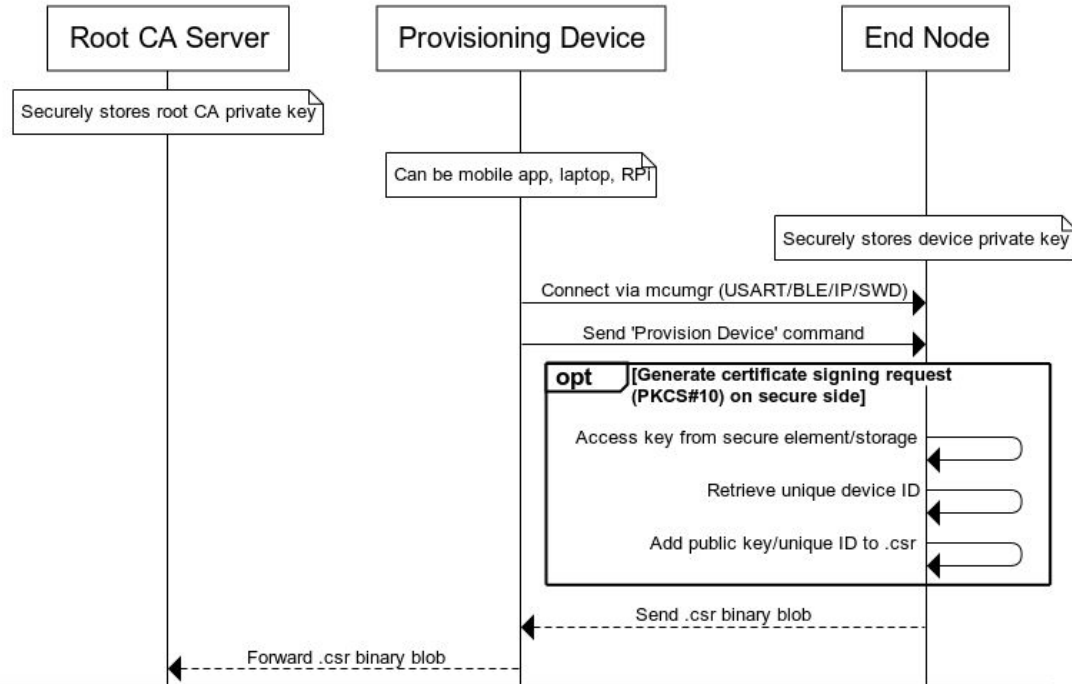 Root CA Server
Provisioning Device
End Node
Securely stores root CA private key
Can be mobile app, laptop, RPi
Securely stores device private key
Connect via mcumgr (USART/BLE/IP/SWD)
Send 'Provision Device' command
opt
[Generate certificate signing request
(PKCS#10) on secure side]
Access key from secure element/storage
Retrieve unique device ID
Add public key/unique ID to .csr
Send .csr binary blob
Forward .csr binary blob